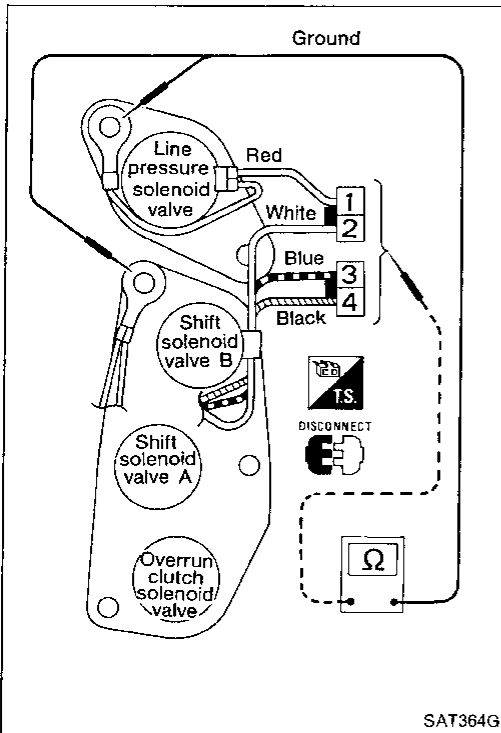 Ground
Line
pressure
solenoid
valve
Red
1
White
2
Blue
3
4
Black
Shift
solenoid
valve B
T.S.
DISCONNECT
Shift
solenoid
valve A
Ω
Overrun
clutch
solenoid
valve
SAT364G